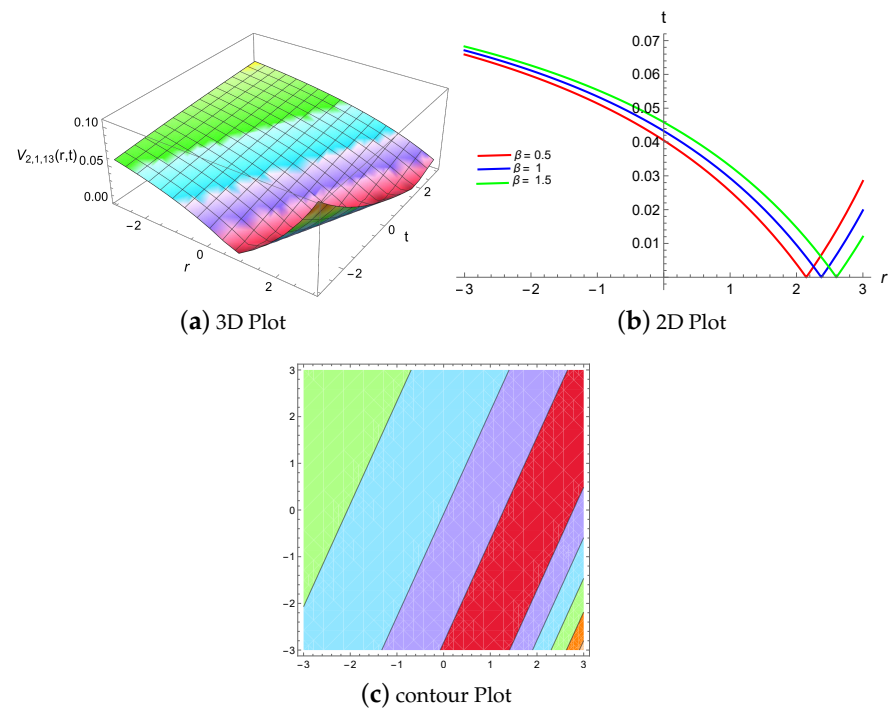 0.10
V2,1,13(r,t) 0.05
0.00
−2
0
r
2
−2
0
t
2
t
0.07
0.06
0.05
0.04
0.03
0.02
0.01
−3 −2 −1 1 2 3 r
β = 0.5
β = 1
β = 1.5
(a) 3D Plot
(b) 2D Plot
3
2
1
0
−1
−2
−3
−3 −2 −1 0 1 2 3
(c) contour Plot